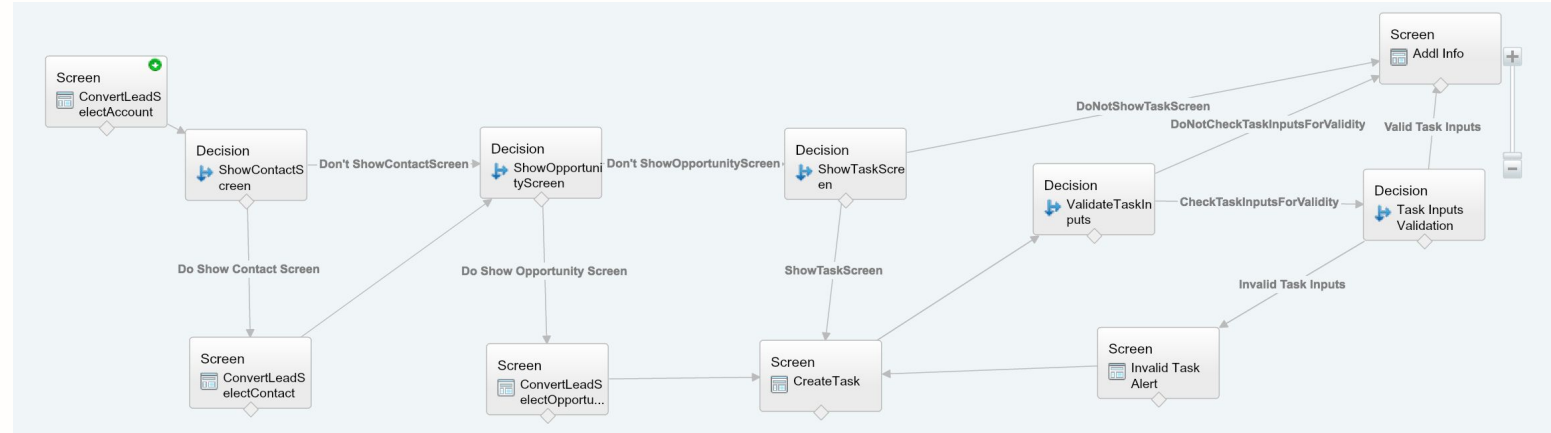 Screen
Addl Info
Screen
ConvertLeadS
electAccount
DoNotShowTaskScreen
DoNotCheckTaskInputsForValidity
Valid Task Inputs
Decision
ShowContactS
creen
Don't ShowContactScreen
Decision
ShowOpportuni
tyScreen
Don't ShowOpportunityScreen
Decision
ShowTaskScre
en
Decision
ValidateTaskIn
puts
CheckTaskInputsForValidity
Decision
Task Inputs
Validation
Do Show Contact Screen
Do Show Opportunity Screen
ShowTaskScreen
Invalid Task Inputs
Screen
ConvertLeadS
electContact
Screen
ConvertLeadS
electOpportu...
Screen
CreateTask
Screen
Invalid Task
Alert